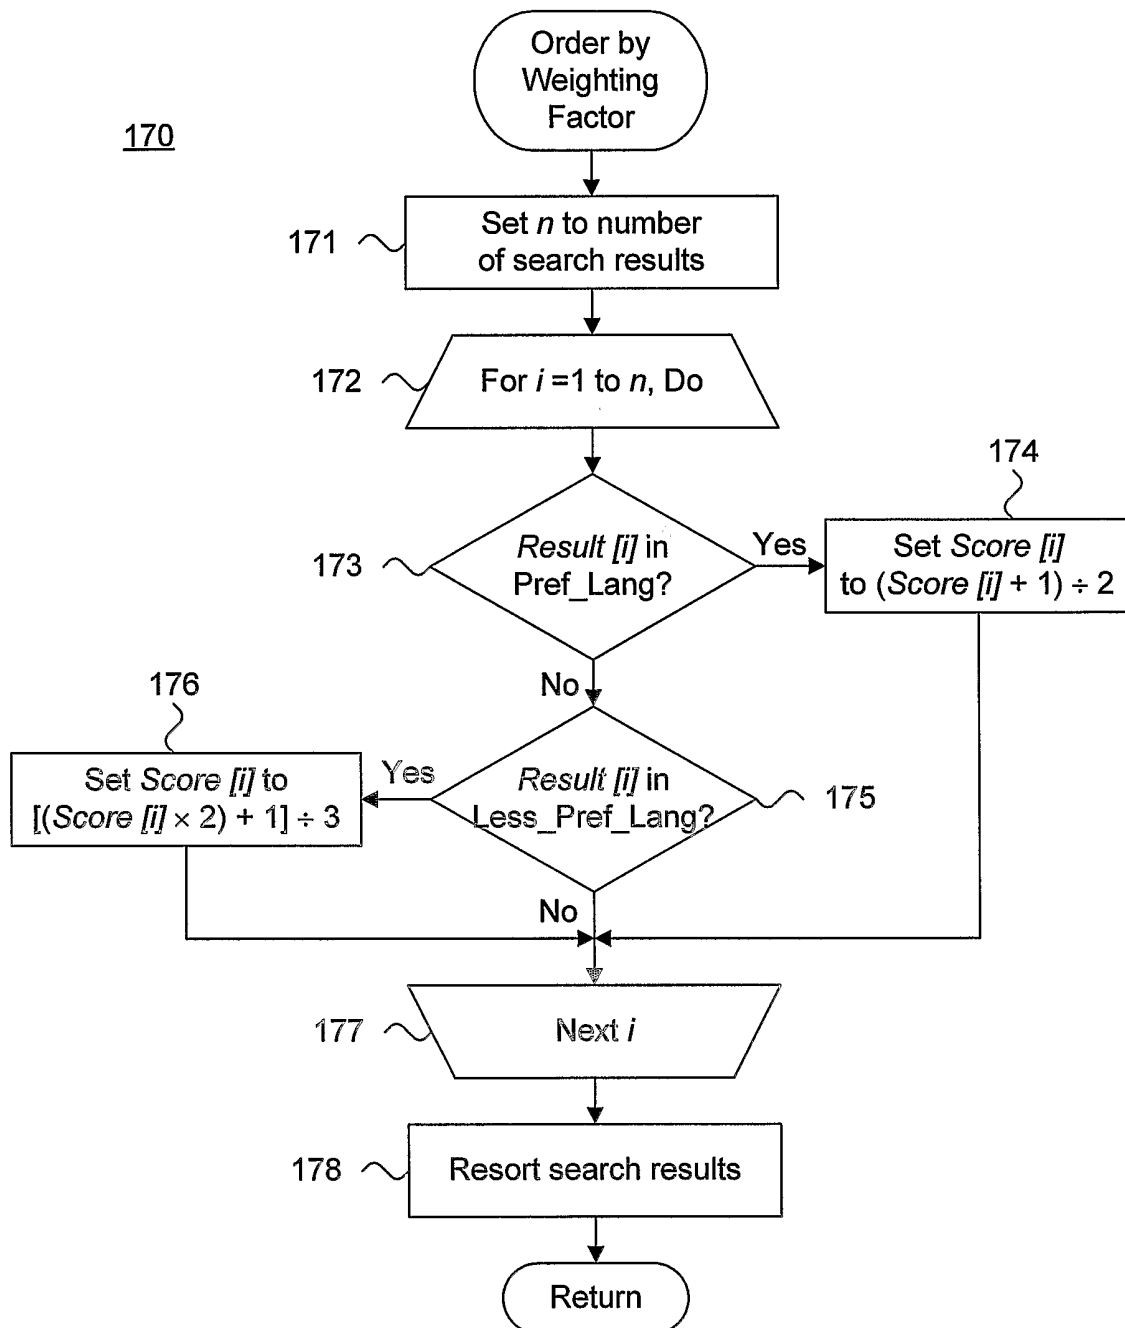 Order by
Weighting
Factor
170
171
Set n to number
of search results
172
For i =1 to n, Do
173
Result [i] in
Pref_Lang?
Yes
174
Set Score [i]
to (Score [i] + 1) ÷ 2
No
176
Set Score [i] to
[(Score [i] × 2) + 1] ÷ 3
Yes
Result [i] in
Less_Pref_Lang?
175
No
177
Next i
178
Resort search results
Return